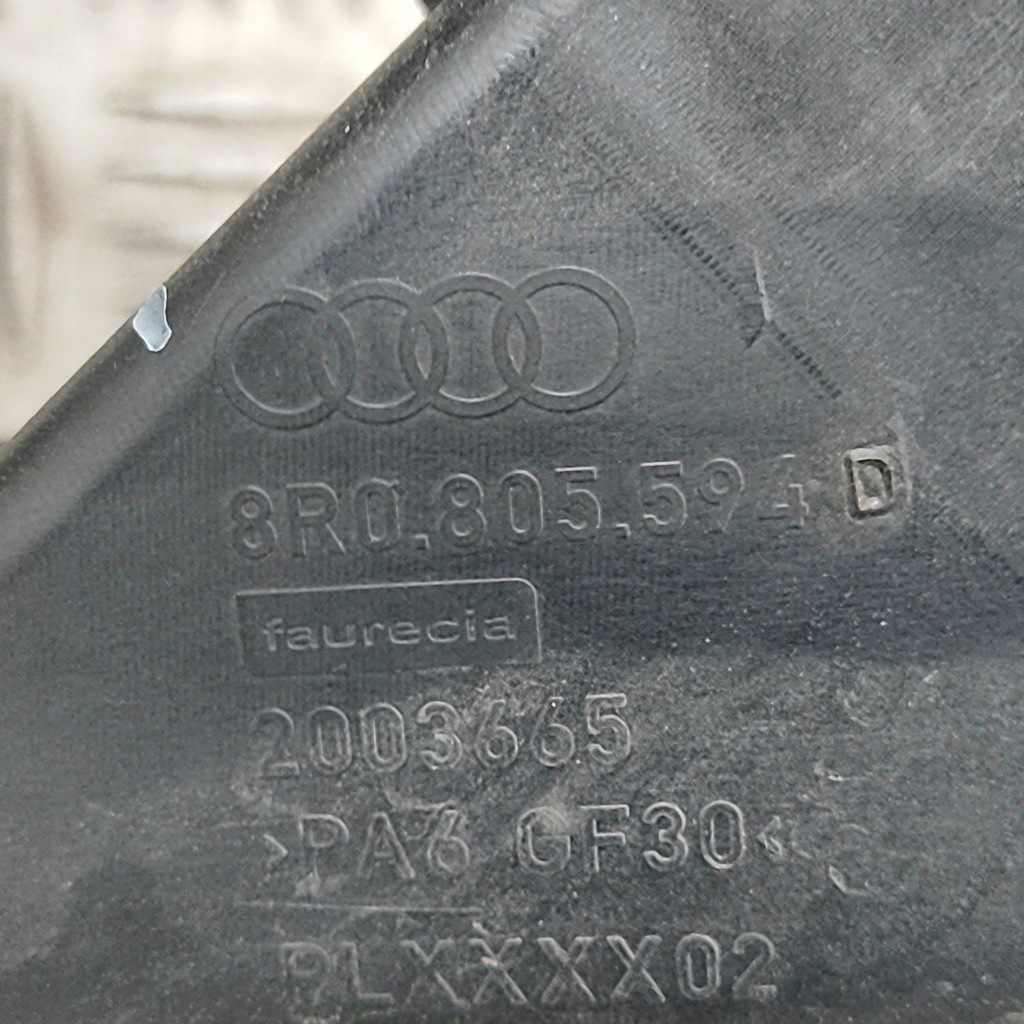 8R0.805.594 D
faurecia
2003665
>PA6 GF30<
PLXXXX02